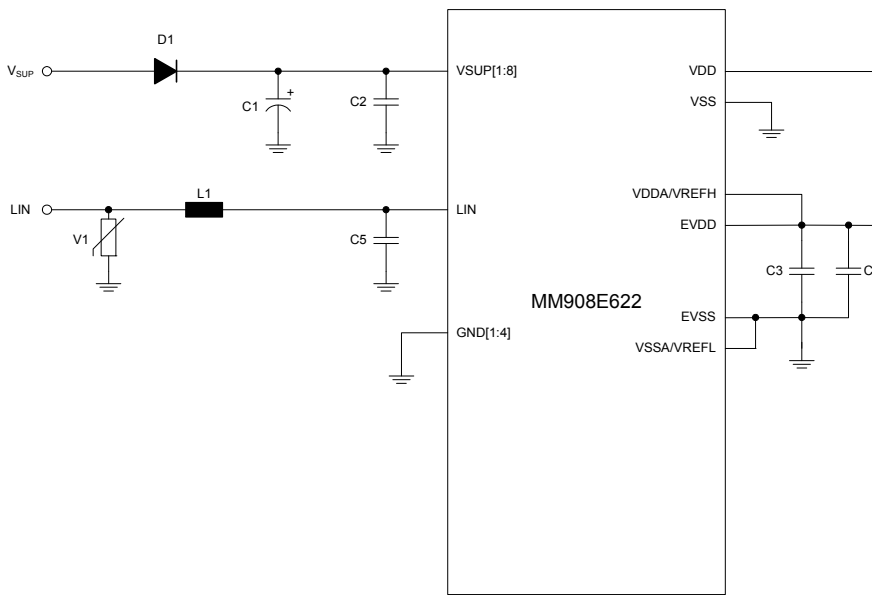 D1
VSUP
VSUP[1:8]
VDD
C1
+
C2
VSS
L1
VDDA/VREFH
LIN
LIN
EVDD
V1
C5
C3
MM908E622
EVSS
GND[1:4]
VSSA/VREFL